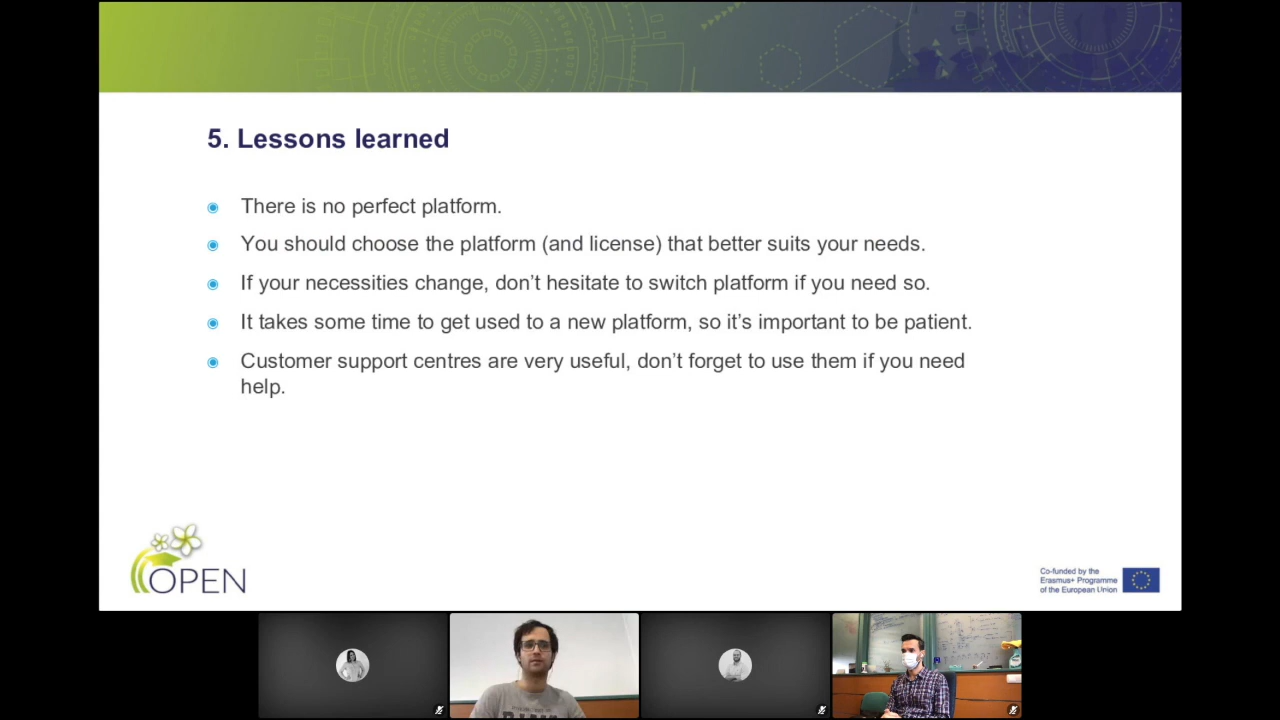 5. Lessons learned
There is no perfect platform.
You should choose the platform (and license) that better suits your needs.
If your necessities change, don't hesitate to switch platform if you need so.
It takes some time to get used to a new platform, so it's important to be patient.
Customer support centres are very useful, don't forget to use them if you need
help.
OPEN
Co-funded by the
Erasmus+ Programme
of the European Union